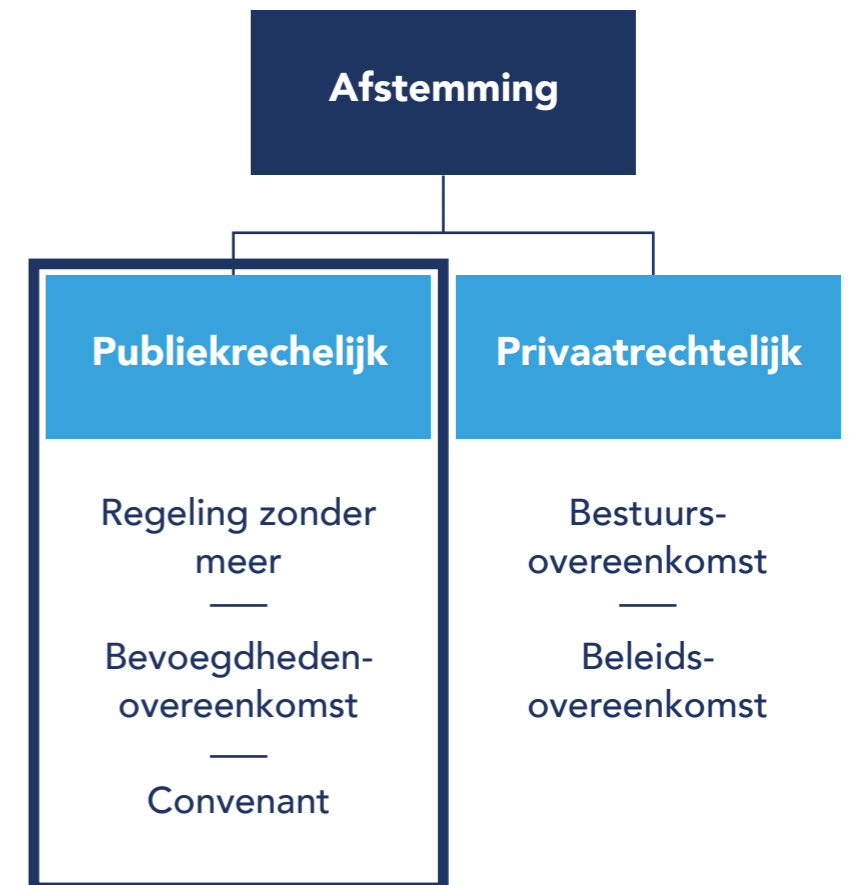 Afstemming
Publiekrechelijk
Regeling zonder
meer
Bevoegdheden-
overeenkomst
Convenant
Privaatrechtelijk
Bestuurs-
overeenkomst
Beleids-
overeenkomst